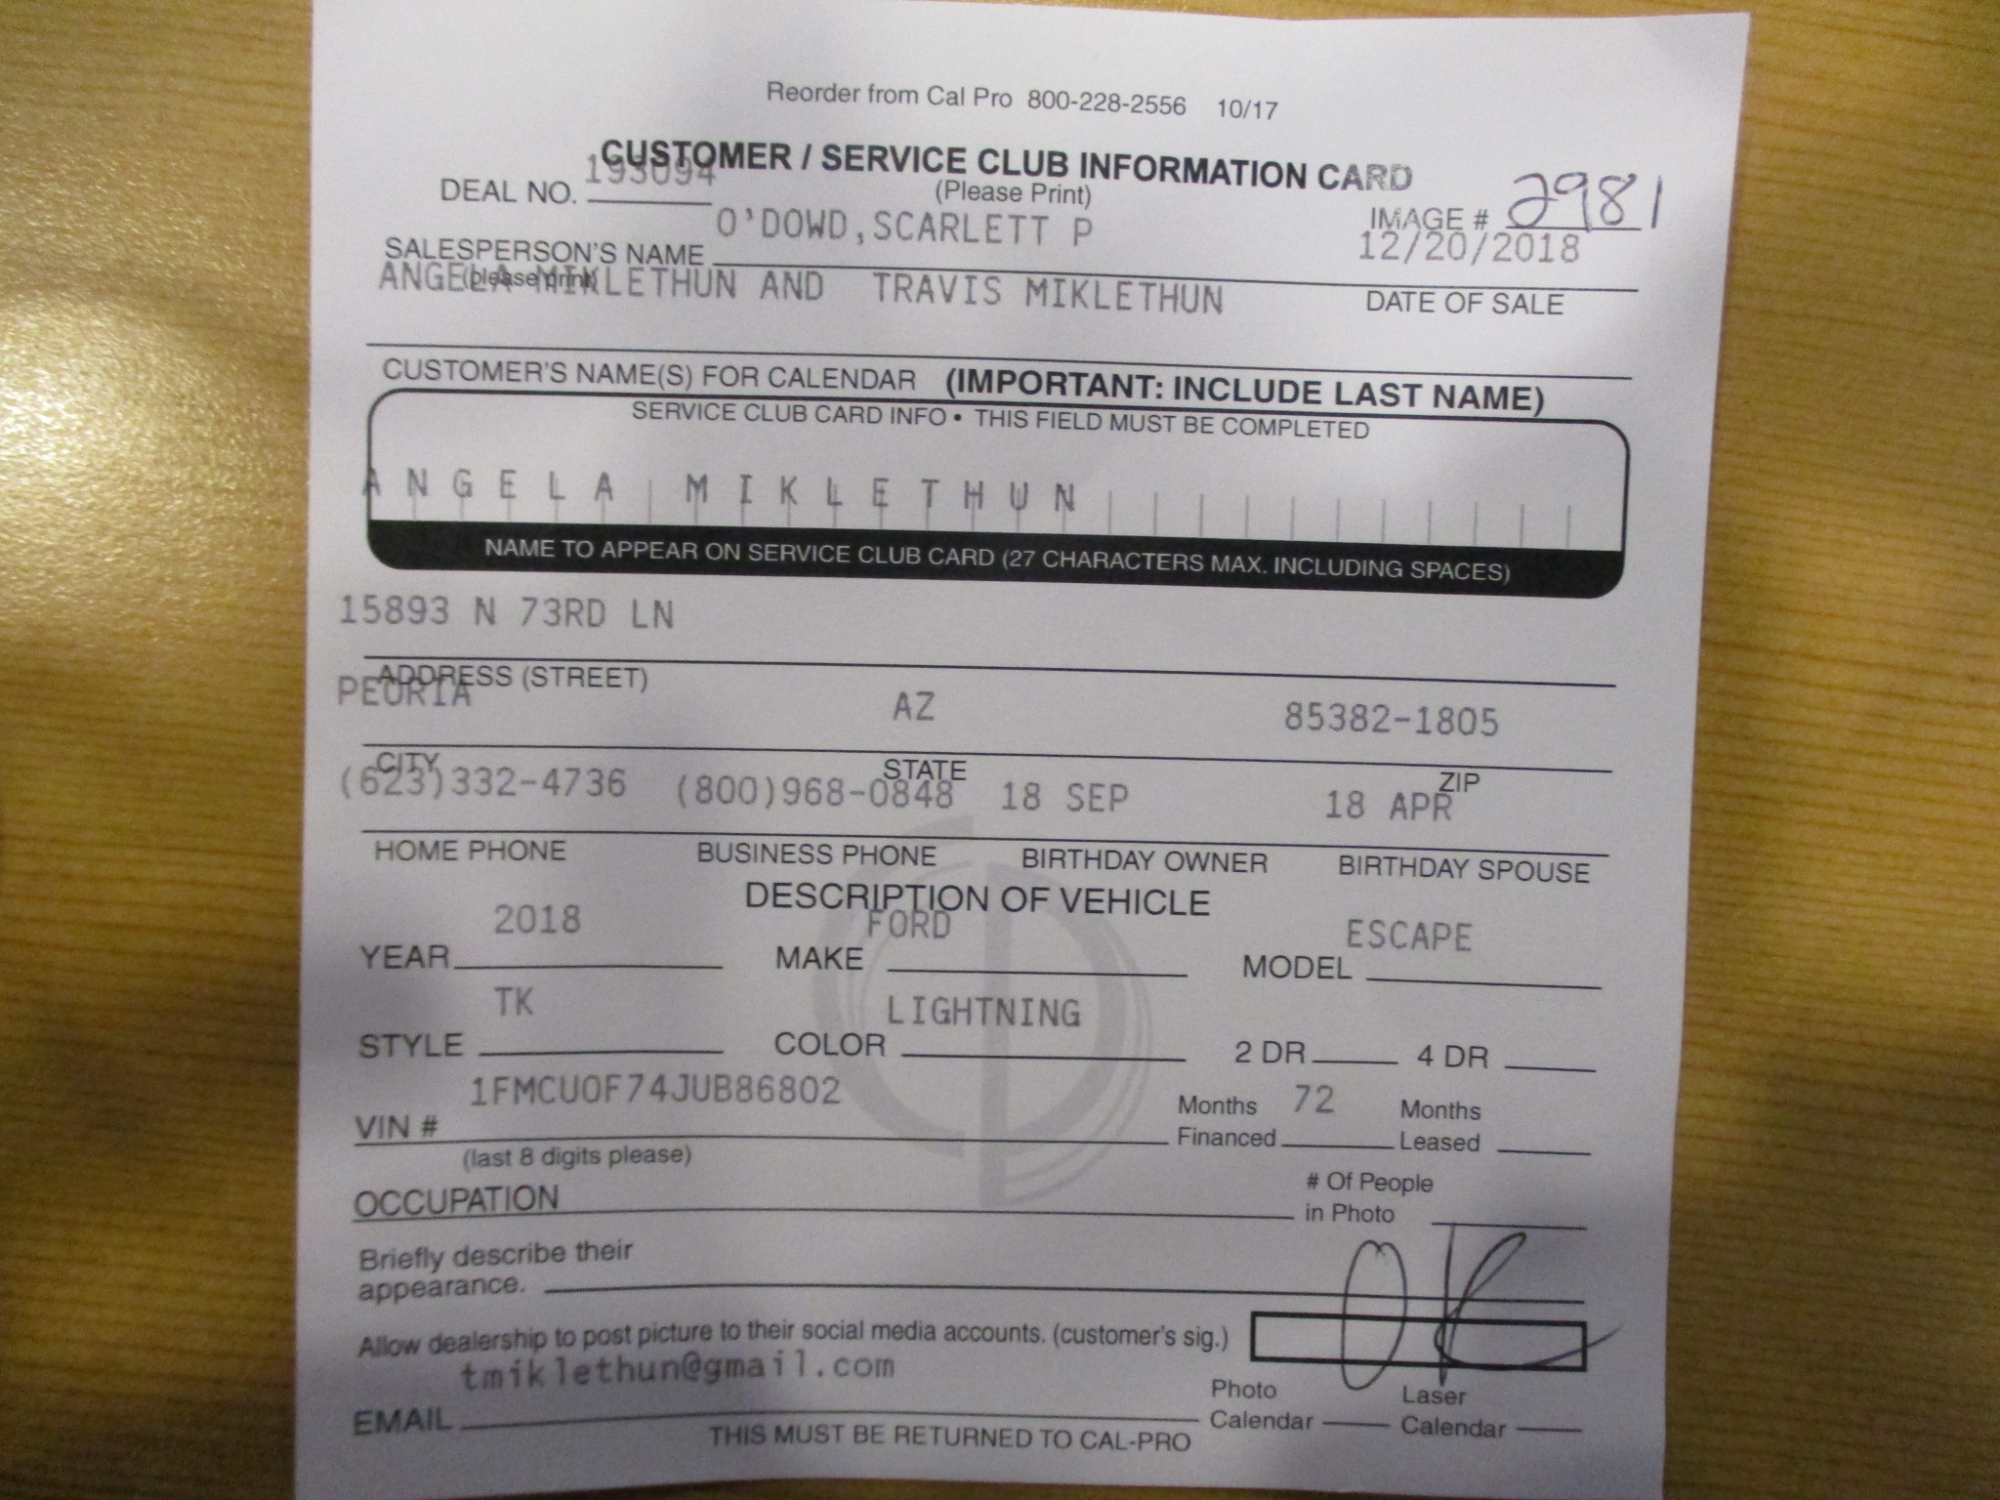 Reorder from Cal Pro 800-228-2556 10/17
CUSTOMER / SERVICE CLUB INFORMATION CARD
(Please Print)
DEAL NO. 193094
IMAGE # 2981
SALESPERSON'S NAME O'DOWD,SCARLETT P
(please print)
12/20/2018
DATE OF SALE
ANGELA MIKLETHUN AND TRAVIS MIKLETHUN
CUSTOMER'S NAME(S) FOR CALENDAR (IMPORTANT: INCLUDE LAST NAME)
SERVICE CLUB CARD INFO • THIS FIELD MUST BE COMPLETED
ANGELA MIKLETHUN
NAME TO APPEAR ON SERVICE CLUB CARD (27 CHARACTERS MAX. INCLUDING SPACES)
15893 N 73RD LN
ADDRESS (STREET)
PEORIA AZ 85382-1805
CITY STATE ZIP
(623)332-4736 (800)968-0848 18 SEP 18 APR
HOME PHONE BUSINESS PHONE BIRTHDAY OWNER BIRTHDAY SPOUSE
DESCRIPTION OF VEHICLE
2018 FORD ESCAPE
YEAR MAKE MODEL
TK LIGHTNING
STYLE COLOR 2 DR 4 DR
1FMCU0F74JUB86802
VIN #
(last 8 digits please)
Months Financed 72
Months Leased
OCCUPATION
# Of People in Photo
Briefly describe their
appearance.
Allow dealership to post picture to their social media accounts. (customer's sig.)
tmiklethun@gmail.com
EMAIL
Photo Calendar
Laser Calendar
THIS MUST BE RETURNED TO CAL-PRO